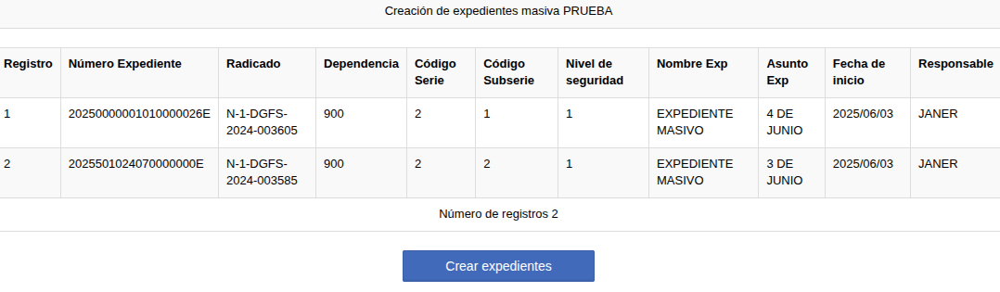 Creación de expedientes masiva PRUEBA
Registro Número Expediente Radicado Dependencia Código Serie Código Subserie Nivel de seguridad Nombre Exp Asunto Exp Fecha de inicio Responsable
1 20250000001010000026E N-1-DGFS-2024-003605 900 2 1 1 EXPEDIENTE MASIVO 4 DE JUNIO 2025/06/03 JANER
2 2025501024070000000E N-1-DGFS-2024-003585 900 2 2 1 EXPEDIENTE MASIVO 3 DE JUNIO 2025/06/03 JANER
Número de registros 2
Crear expedientes